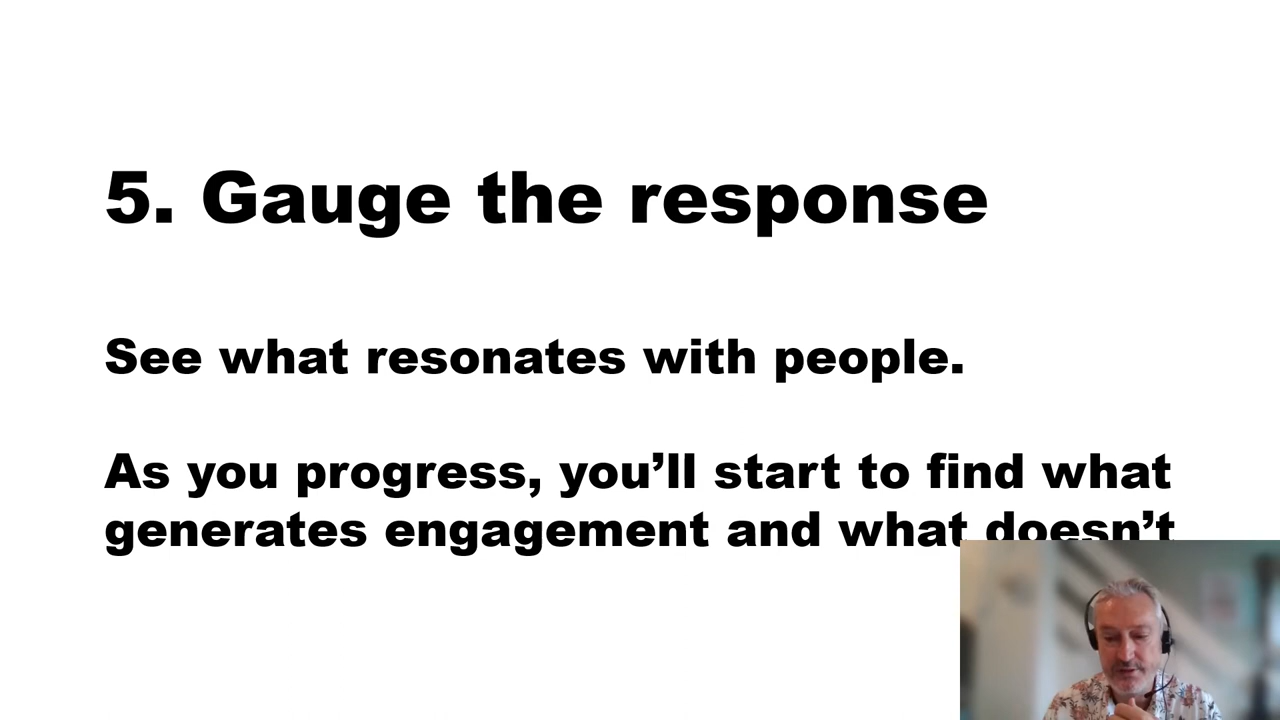 5. Gauge the response
See what resonates with people.
As you progress, you’ll start to find what
generates engagement and what doesn’t